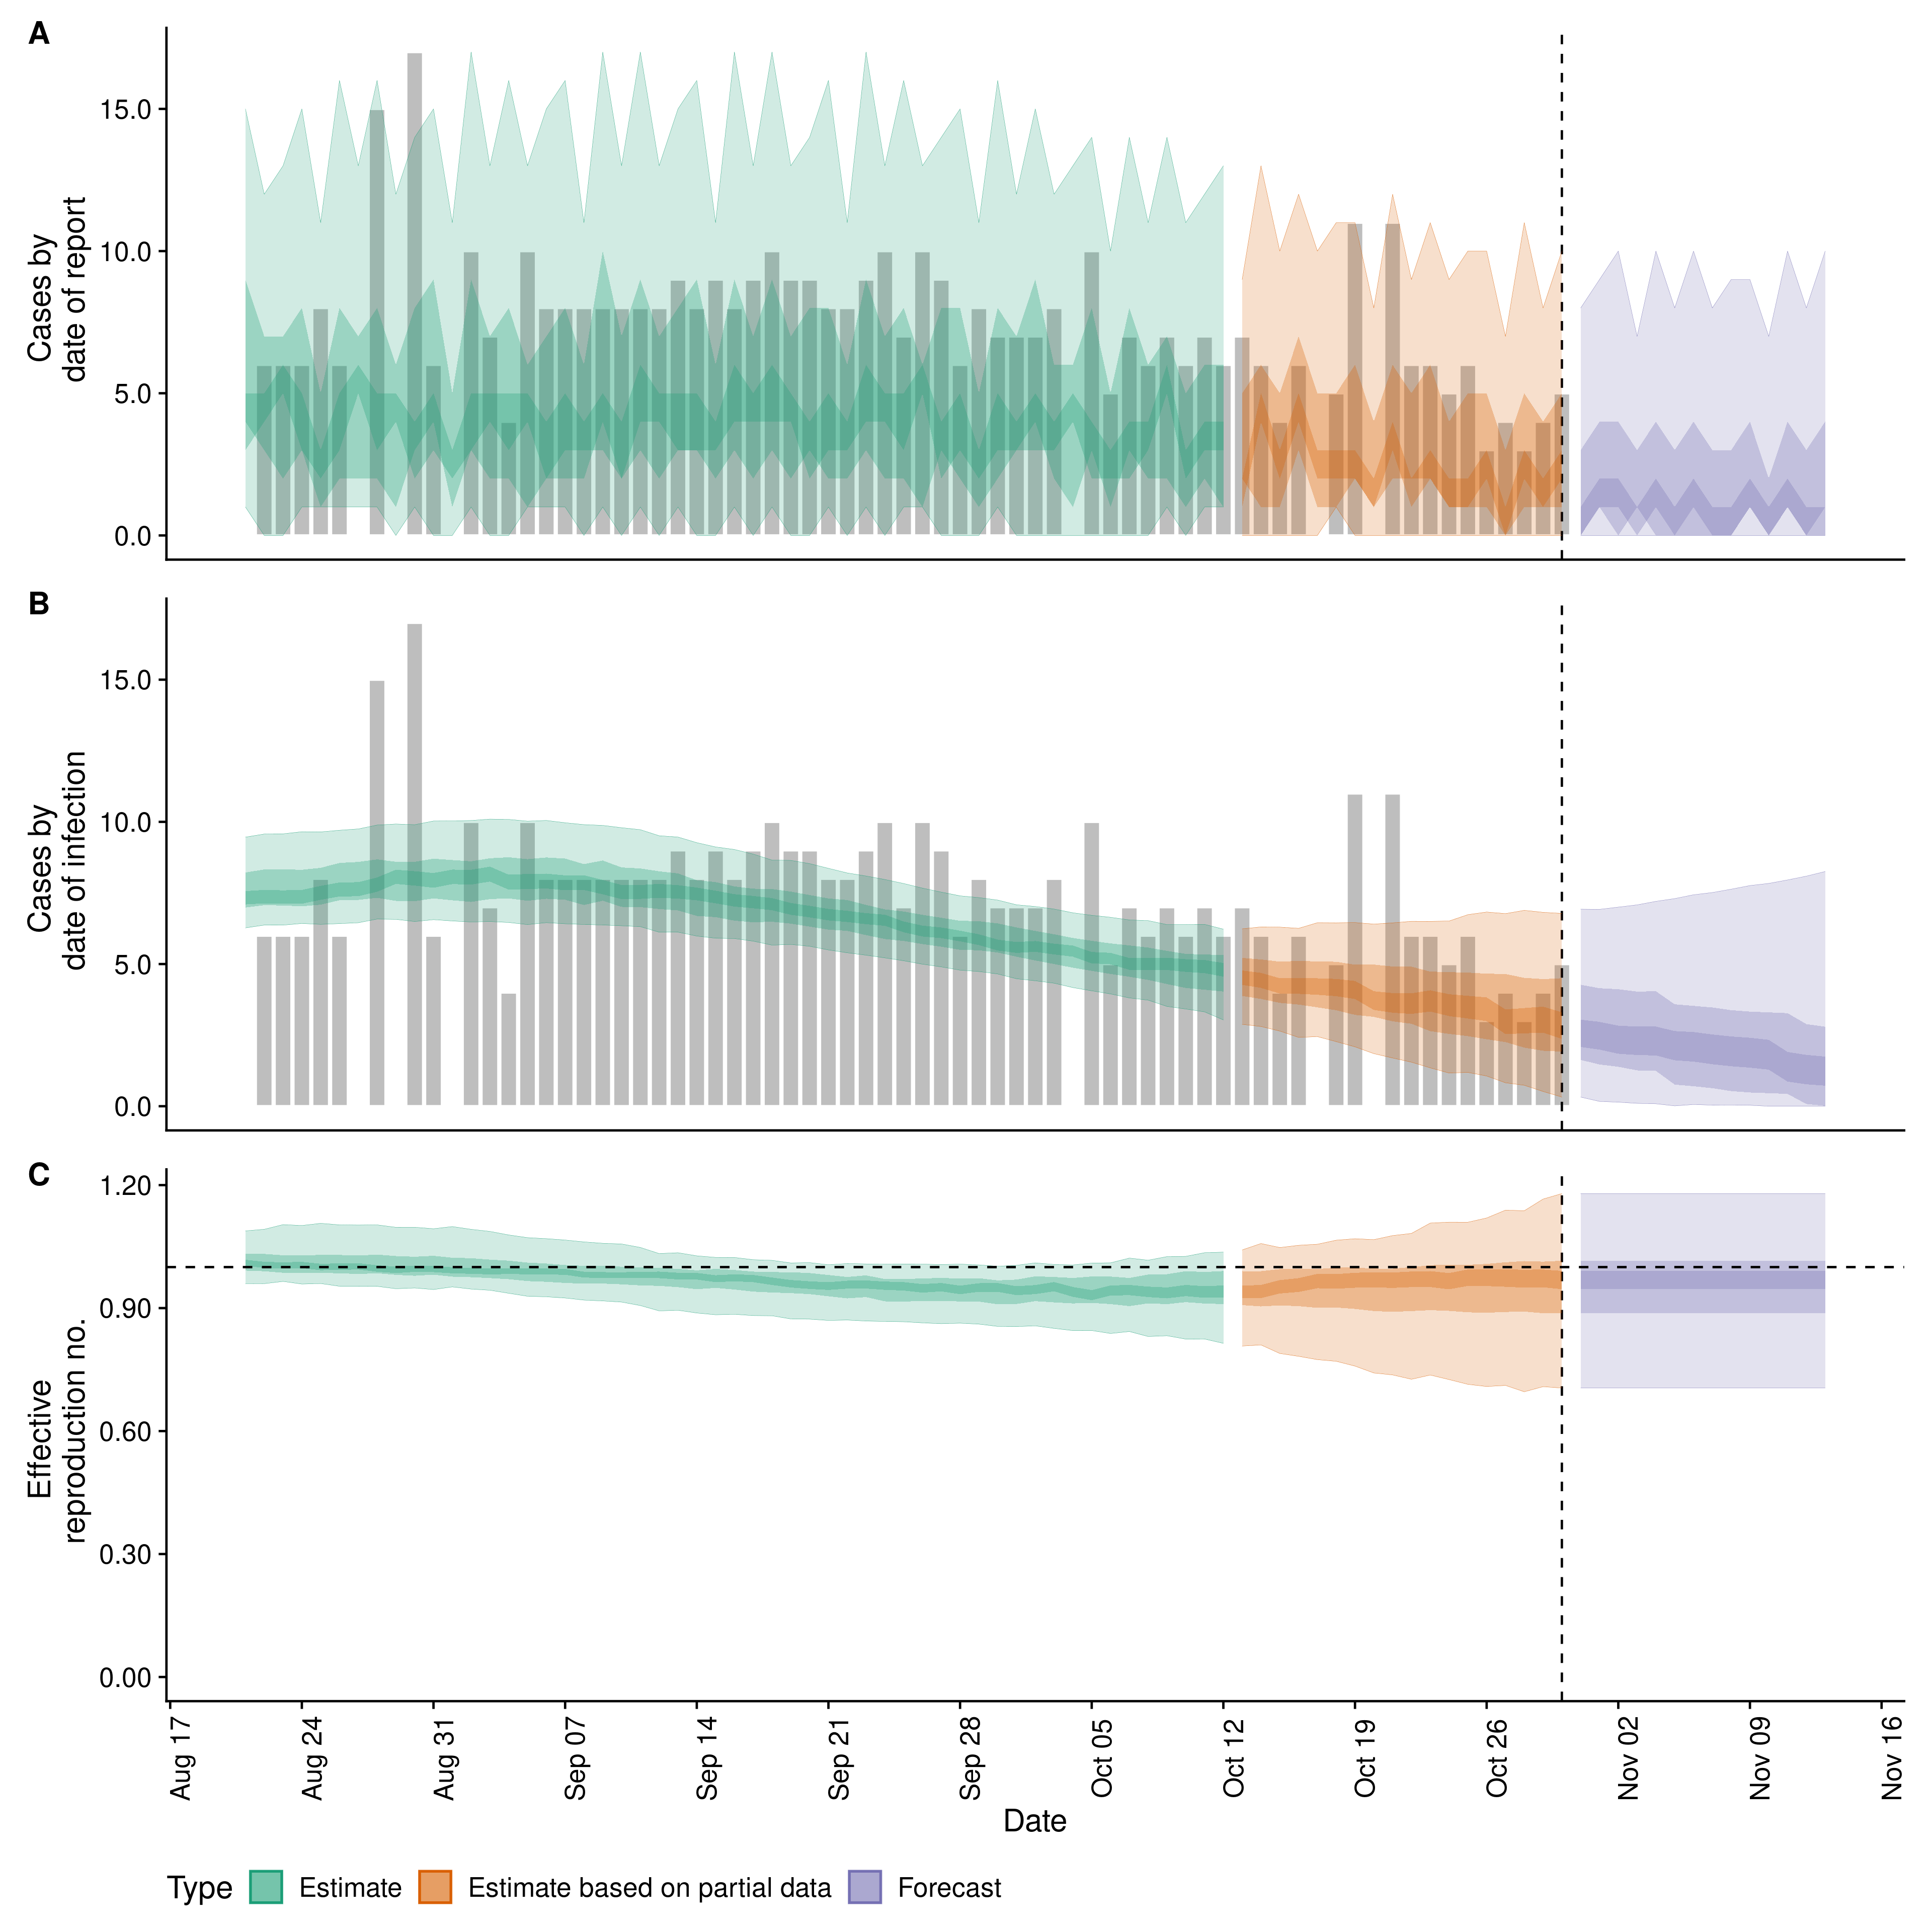 A
Cases by
date of report
15.0
10.0
5.0
0.0
B
Cases by
date of infection
15.0
10.0
5.0
0.0
C
Effective
reproduction no.
1.20
0.90
0.60
0.30
0.00
Aug 17
Aug 24
Aug 31
Sep 07
Sep 14
Sep 21
Sep 28
Oct 05
Oct 12
Oct 19
Oct 26
Nov 02
Nov 09
Nov 16
Date
Type Estimate Estimate based on partial data Forecast